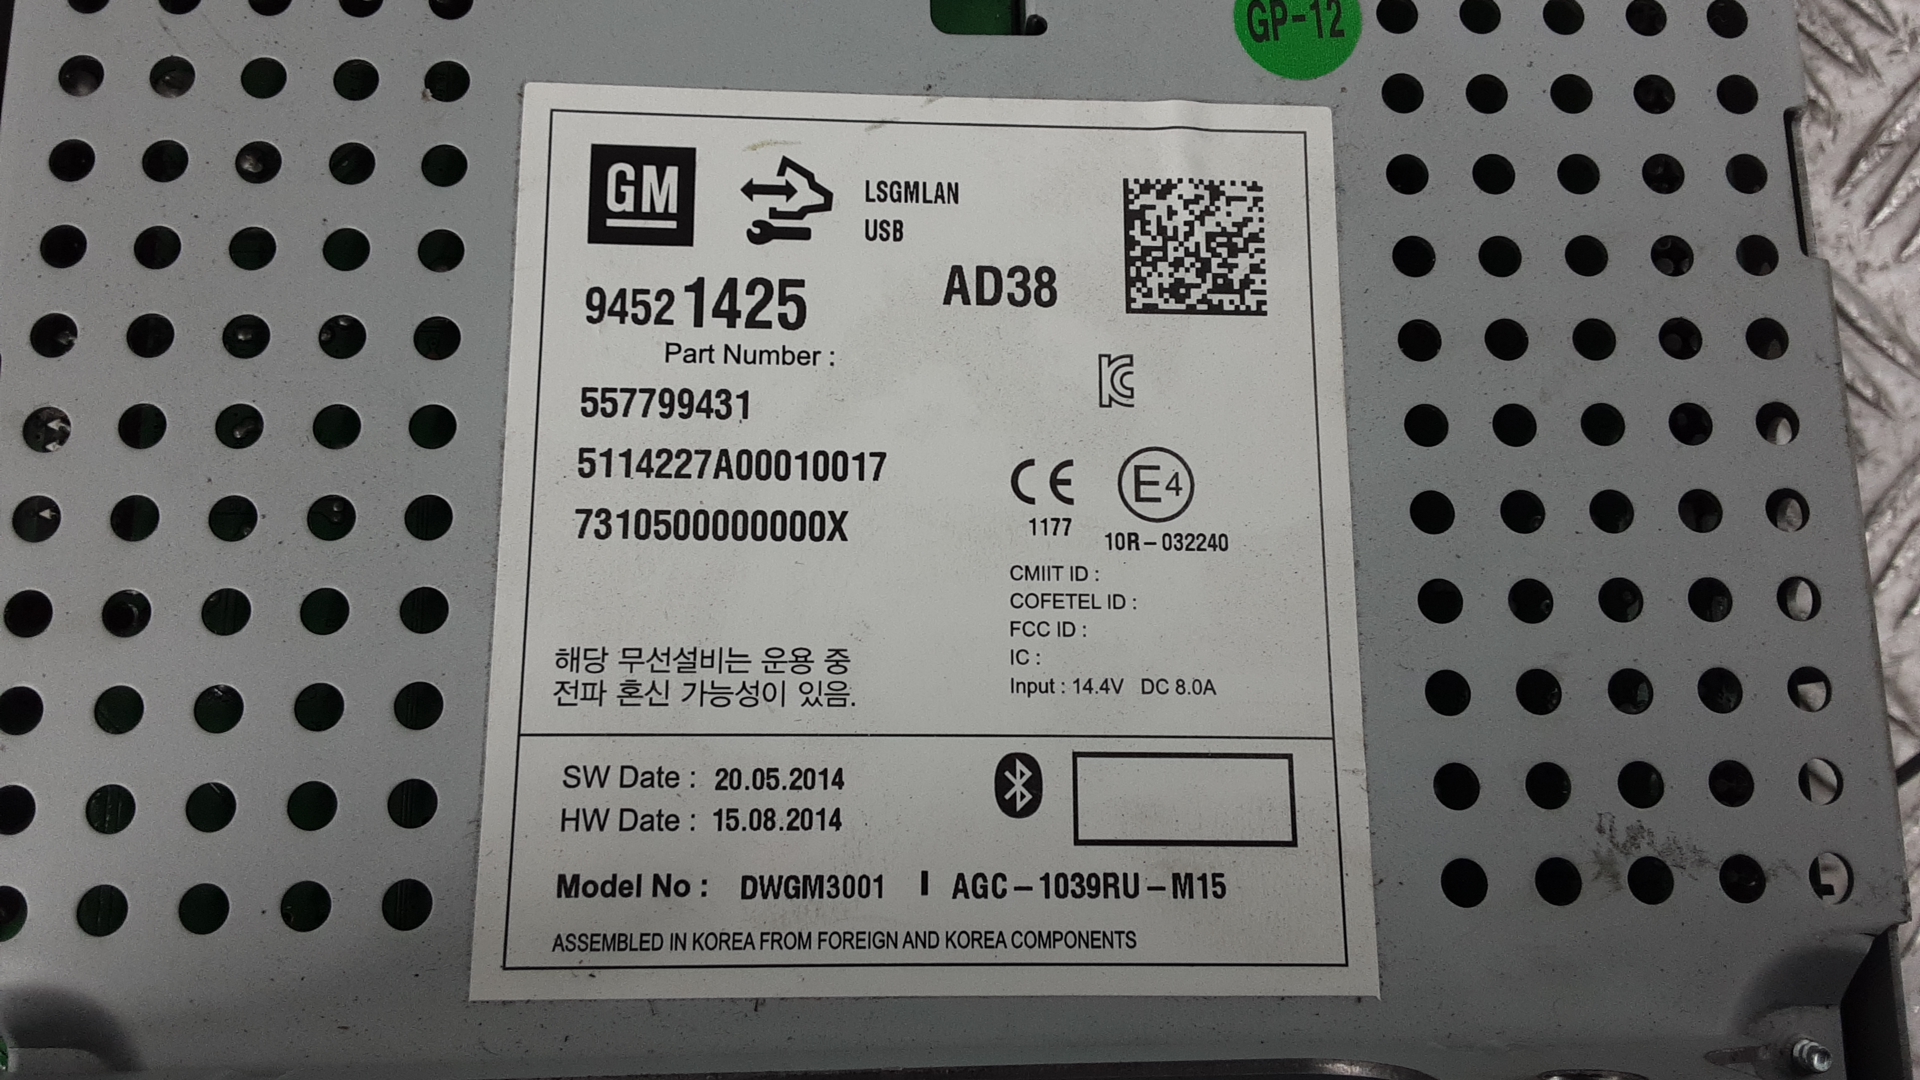 GP-12
GM
LSGMLAN
USB
94521425
AD38
Part Number :
557799431
5114227A00010017
7310500000000X
CE
1177
E4
10R-032240
CMIIT ID :
COFETEL ID :
FCC ID :
IC :
Input : 14.4V DC 8.0A
해당 무선설비는 운용 중
전파 혼신 가능성이 있음.
SW Date : 20.05.2014
HW Date : 15.08.2014
Model No : DWGM3001 I AGC-1039RU-M15
ASSEMBLED IN KOREA FROM FOREIGN AND KOREA COMPONENTS